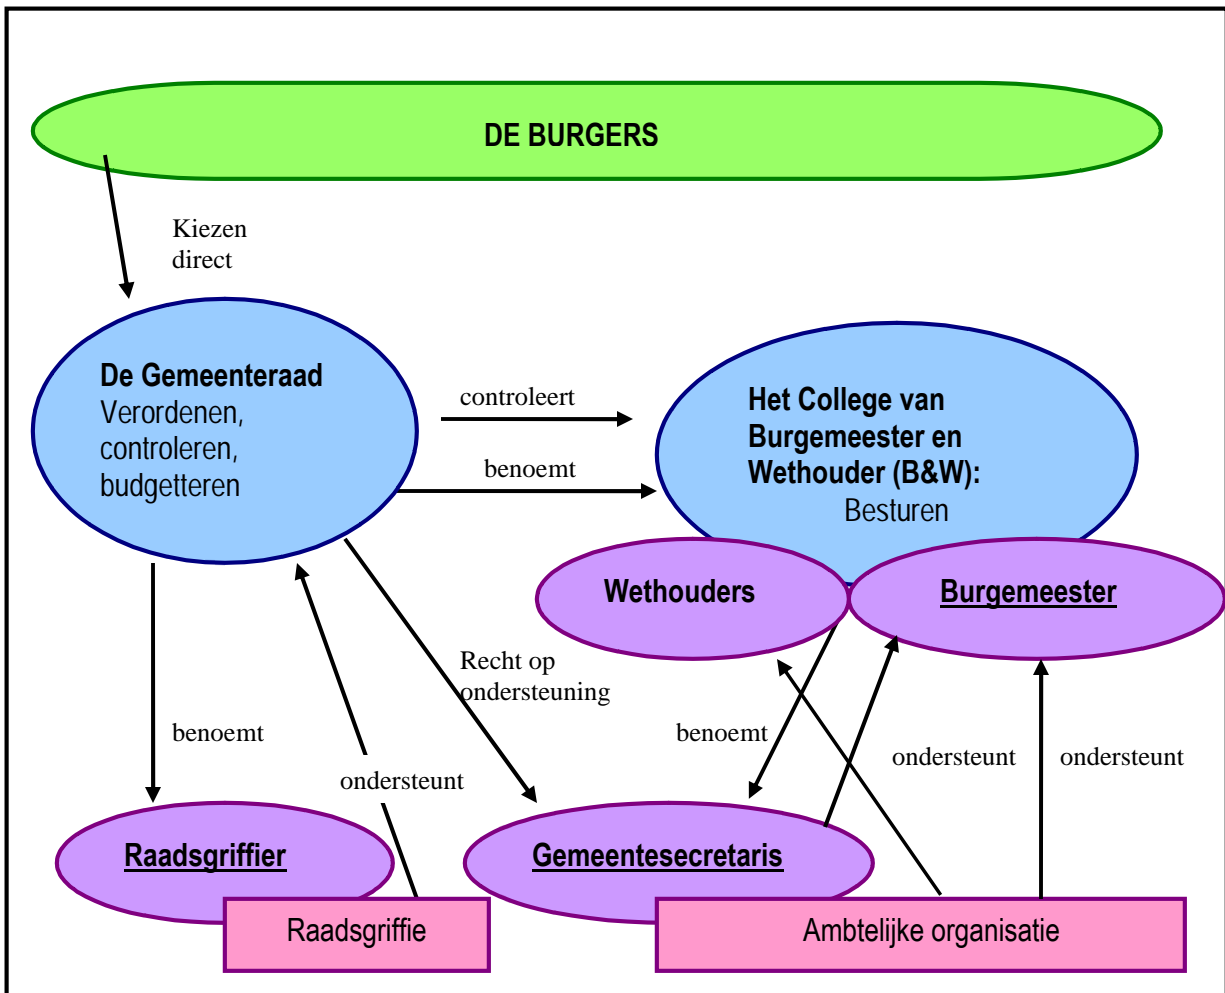 DE BURGERS
Kiezen
direct
De Gemeenteraad
Verordenen,
controleren,
budgetteren
controleert
benoemt
Het College van
Burgemeester en
Wethouder (B&W):
Besturen
Wethouders
Burgemeester
Recht op
ondersteuning
benoemt
benoemt
ondersteunt
ondersteunt
ondersteunt
Raadsgriffier
Gemeentesecretaris
Raadsgriffie
Ambtelijke organisatie